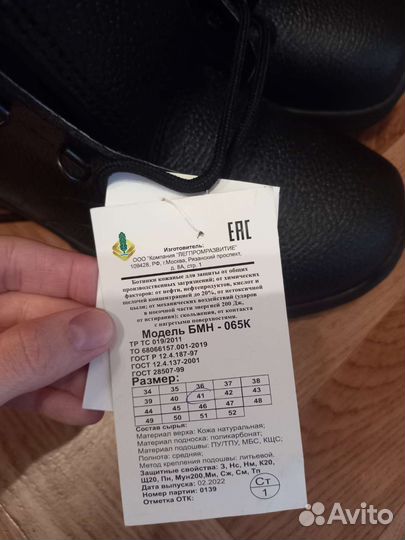 EAC
Изготовитель:
ООО "Компания "ЛЕГПРОМРАЗВИТИЕ"
109428, РФ, г.Москва, Рязанский проспект,
д. 8А, стр. 1
Ботинки кожаные для защиты от общих
производственных загрязнений; от химических
факторов: от нефти, нефтепродуктов, кислот и
щелочей концентрацией до 20%, от нетоксичной
пыли; от механических воздействий (ударов
в носочной части энергией 200 Дж,
от истирания); скольжения, от контакта
с нагретыми поверхностями.
Модель БМН - 065К
ТР ТС 019/2011
ТО 68066157.001-2019
ГОСТ Р 12.4.187-97
ГОСТ 12.4.137-2001
ГОСТ 28507-99
Размер:
34 35 36 37 38
39 40 41 42 43
44 45 46 47 48
49 50 51 52
Состав сырья:
Материал верха: Кожа натуральная;
Материал подноска: поликарбонат;
Материал подошвы: ПУ/ТПУ, МБС, КЩС;
Полнота: средняя;
Метод крепления подошвы: литьевой.
Защитные свойства: З, Нс, Нм, К20,
Щ20, Пн, Мун200,Ми, Сж, См, Тп
Дата выпуска: 02.2022
Номер партии: 0139
Отметка ОТК:
Ст
1
Avito